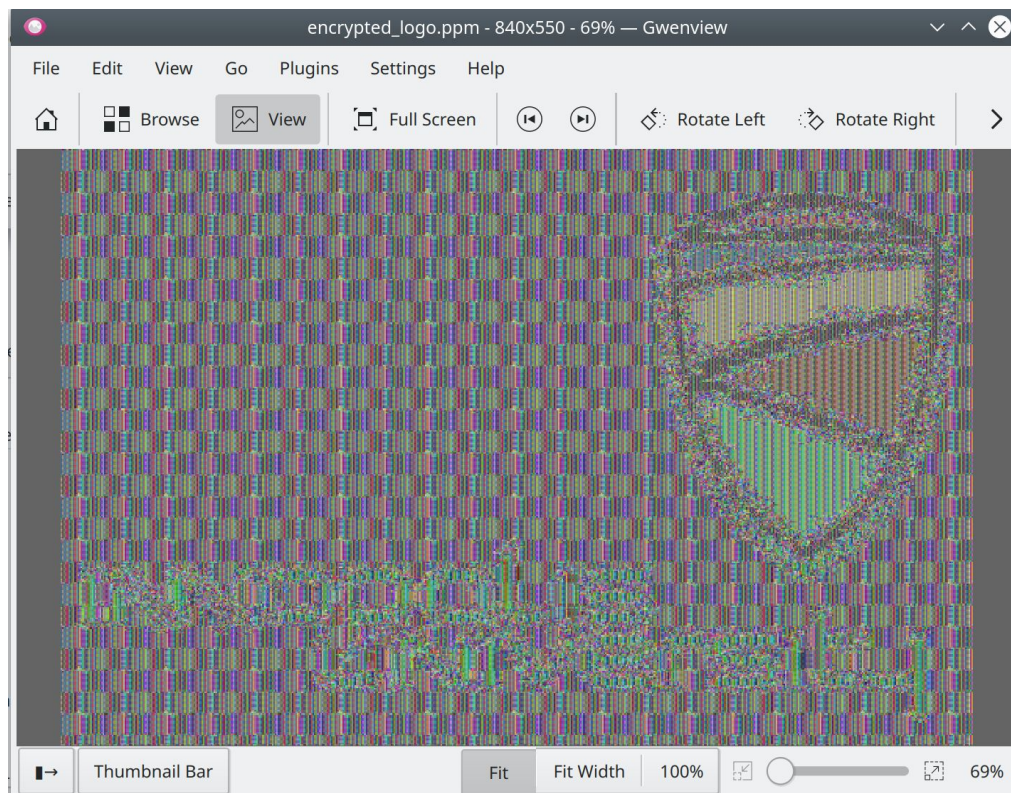 encrypted_logo.ppm - 840x550 - 69% — Gwenview
File Edit View Go Plugins Settings Help
Browse View Full Screen Rotate Left Rotate Right
Thumbnail Bar Fit Fit Width 100% 69%